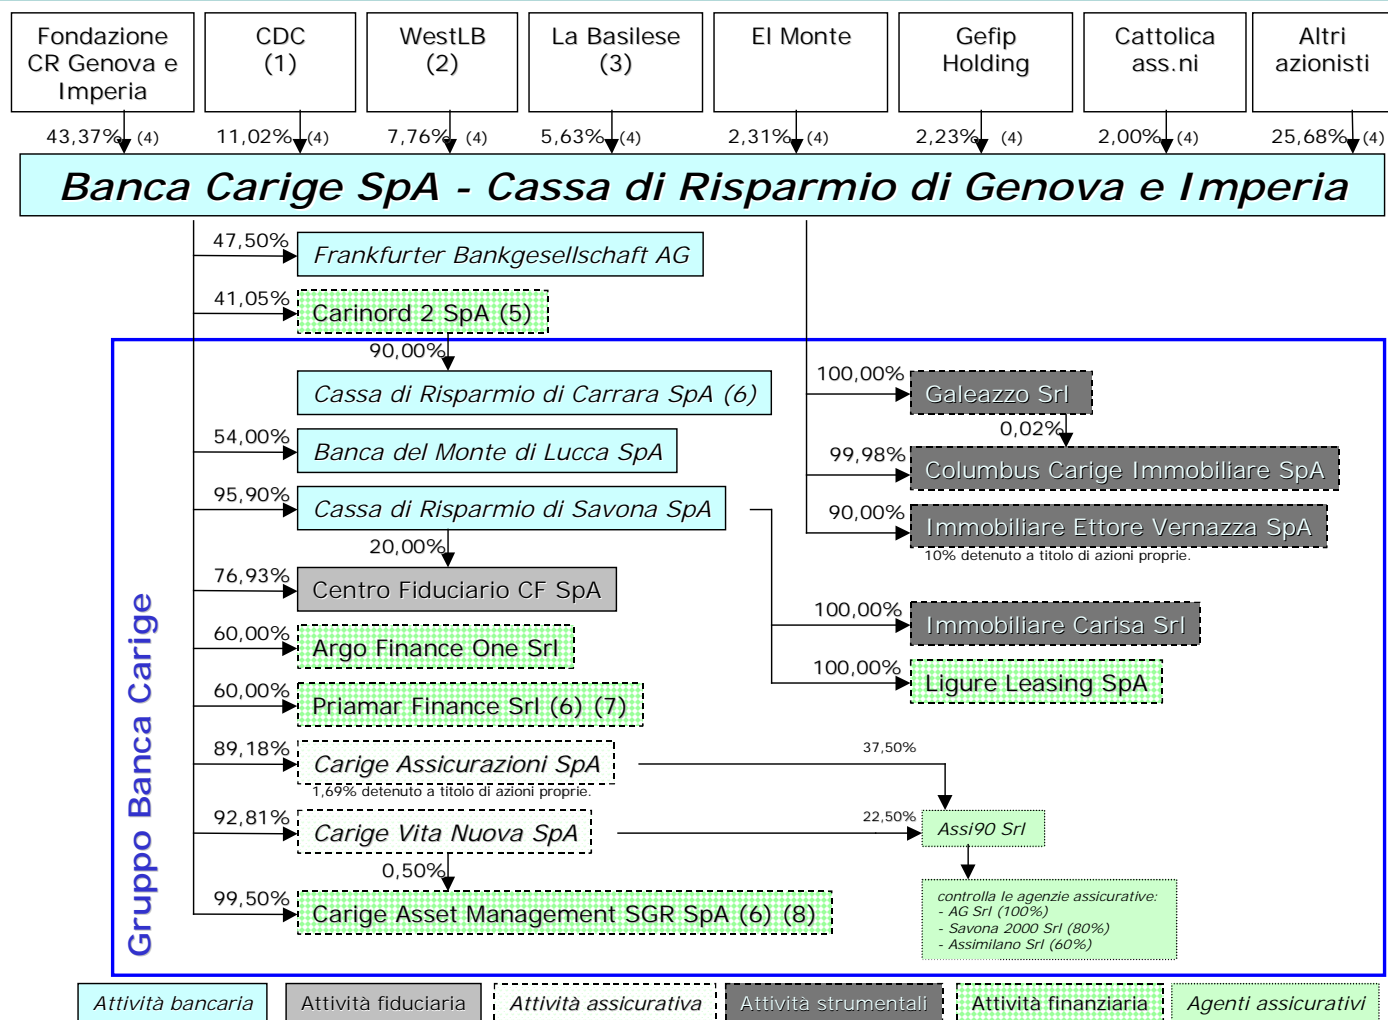 Fondazione
CR Genova e
Imperia
CDC
(1)
WestLB
(2)
La Basilese
(3)
El Monte
Gefip
Holding
Cattolica
ass.ni
Altri
azionisti
43,37% (4)
11,02% (4)
7,76% (4)
5,63% (4)
2,31% (4)
2,23% (4)
2,00% (4)
25,68% (4)
Banca Carige SpA - Cassa di Risparmio di Genova e Imperia
47,50%
Frankfurter Bankgesellschaft AG
41,05%
Carinord 2 SpA (5)
90,00%
Cassa di Risparmio di Carrara SpA (6)
100,00%
Galeazzo Srl
0,02%
54,00%
Banca del Monte di Lucca SpA
99,98%
Columbus Carige Immobiliare SpA
95,90%
Cassa di Risparmio di Savona SpA
90,00%
Immobiliare Ettore Vernazza SpA
10% detenuto a titolo di azioni proprie.
20,00%
76,93%
Centro Fiduciario CF SpA
100,00%
Immobiliare Carisa Srl
60,00%
Argo Finance One Srl
100,00%
Ligure Leasing SpA
60,00%
Priamar Finance Srl (6) (7)
89,18%
Carige Assicurazioni SpA
1,69% detenuto a titolo di azioni proprie.
37,50%
92,81%
Carige Vita Nuova SpA
22,50%
Assi90 Srl
0,50%
99,50%
Carige Asset Management SGR SpA (6) (8)
controlla le agenzie assicurative:
- AG Srl (100%)
- Savona 2000 Srl (80%)
- Assimilano Srl (60%)
Gruppo Banca Carige
Attività bancaria
Attività fiduciaria
Attività assicurativa
Attività strumentali
Attività finanziaria
Agenti assicurativi